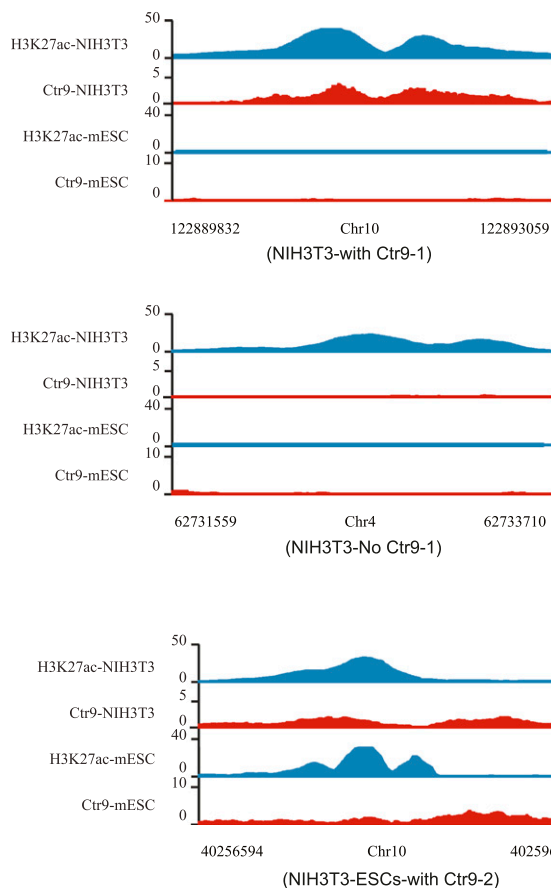 50
H3K27ac-NIH3T3
0
5
Ctr9-NIH3T3
0
40
H3K27ac-mESC
0
10
Ctr9-mESC
0
122889832 Chr10 122893059
(NIH3T3-with Ctr9-1)
50
H3K27ac-NIH3T3
0
5
Ctr9-NIH3T3
0
40
H3K27ac-mESC
0
10
Ctr9-mESC
0
62731559 Chr4 62733710
(NIH3T3-No Ctr9-1)
50
H3K27ac-NIH3T3
0
5
Ctr9-NIH3T3
0
40
H3K27ac-mESC
0
10
Ctr9-mESC
0
40256594 Chr10
(NIH3T3-ESCs-with Ctr9-2)